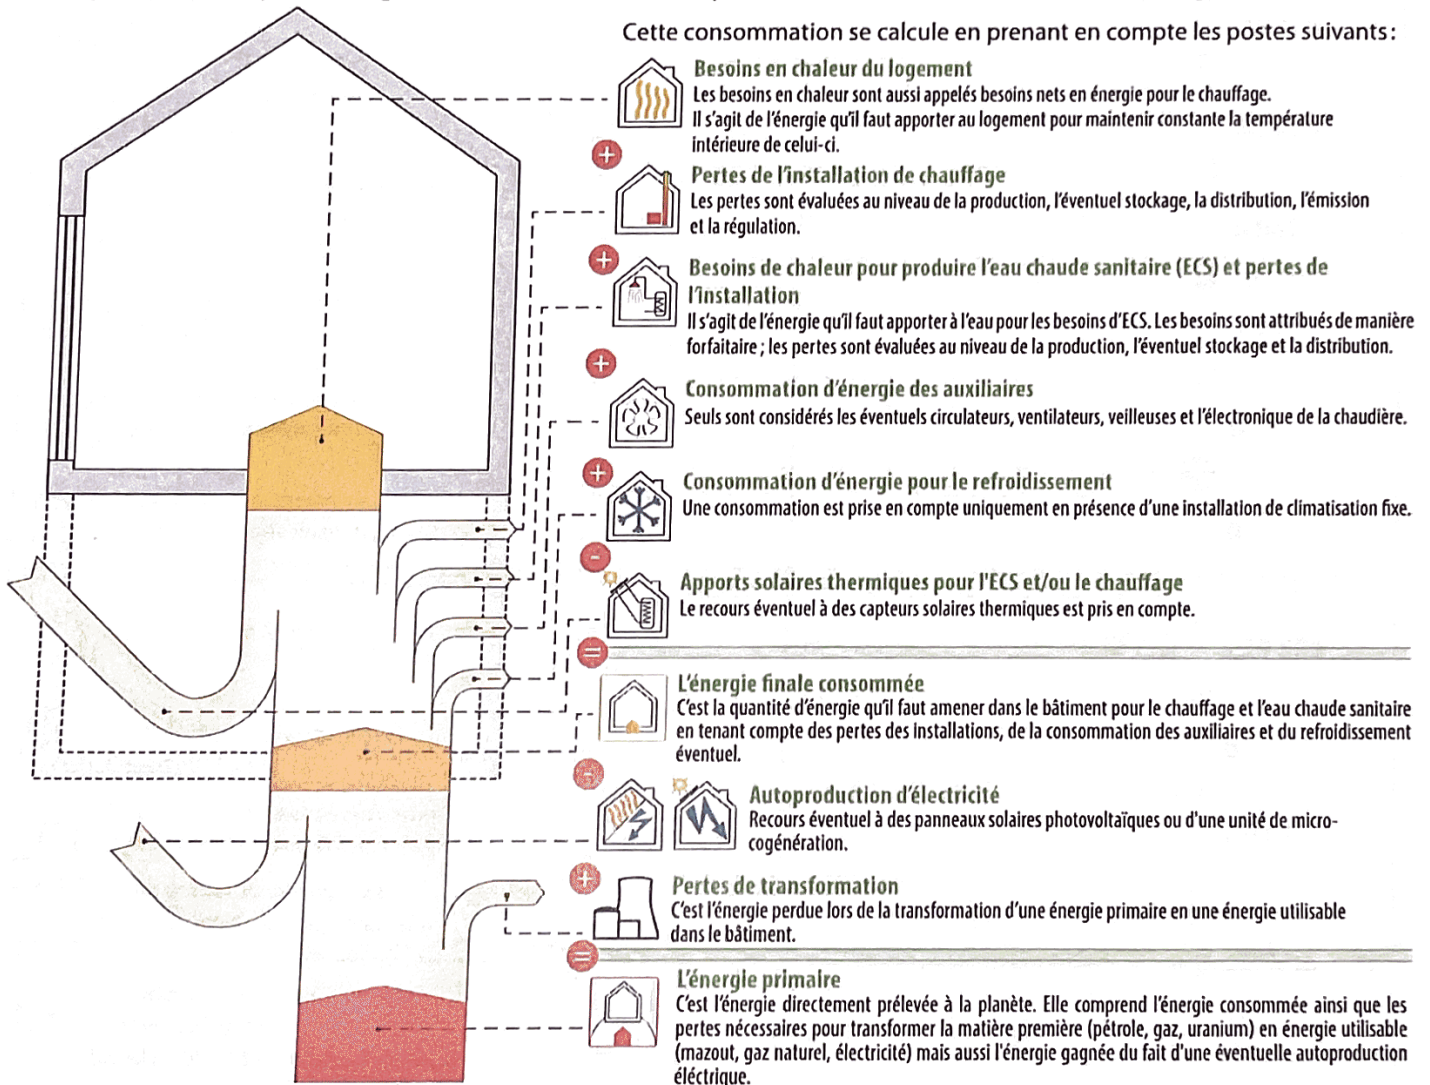 Cette consommation se calcule en prenant en compte les postes suivants :
Besoins en chaleur du logement
Les besoins en chaleur sont aussi appelés besoins nets en énergie pour le chauffage.
Il s'agit de l'énergie qu'il faut apporter au logement pour maintenir constante la température
intérieure de celui-ci.
+
Pertes de l'installation de chauffage
Les pertes sont évaluées au niveau de la production, l'éventuel stockage, la distribution, l'émission
et la régulation.
+
Besoins de chaleur pour produire l'eau chaude sanitaire (ECS) et pertes de
l'installation
Il s'agit de l'énergie qu'il faut apporter à l'eau pour les besoins d'ECS. Les besoins sont attribués de manière
forfaitaire ; les pertes sont évaluées au niveau de la production, l'éventuel stockage et la distribution.
+
Consommation d'énergie des auxiliaires
Seuls sont considérés les éventuels circulateurs, ventilateurs, veilleuses et l'électronique de la chaudière.
+
Consommation d'énergie pour le refroidissement
Une consommation est prise en compte uniquement en présence d'une installation de climatisation fixe.
-
Apports solaires thermiques pour l'ECS et/ou le chauffage
Le recours éventuel à des capteurs solaires thermiques est pris en compte.
=
L'énergie finale consommée
C'est la quantité d'énergie qu'il faut amener dans le bâtiment pour le chauffage et l'eau chaude sanitaire
en tenant compte des pertes des installations, de la consommation des auxiliaires et du refroidissement
éventuel.
-
Autoproduction d'électricité
Recours éventuel à des panneaux solaires photovoltaïques ou d'une unité de micro-
cogénération.
+
Pertes de transformation
C'est l'énergie perdue lors de la transformation d'une énergie primaire en une énergie utilisable
dans le bâtiment.
=
L'énergie primaire
C'est l'énergie directement prélevée à la planète. Elle comprend l'énergie consommée ainsi que les
pertes nécessaires pour transformer la matière première (pétrole, gaz, uranium) en énergie utilisable
(mazout, gaz naturel, électricité) mais aussi l'énergie gagnée du fait d'une éventuelle autoproduction
éléctrique.